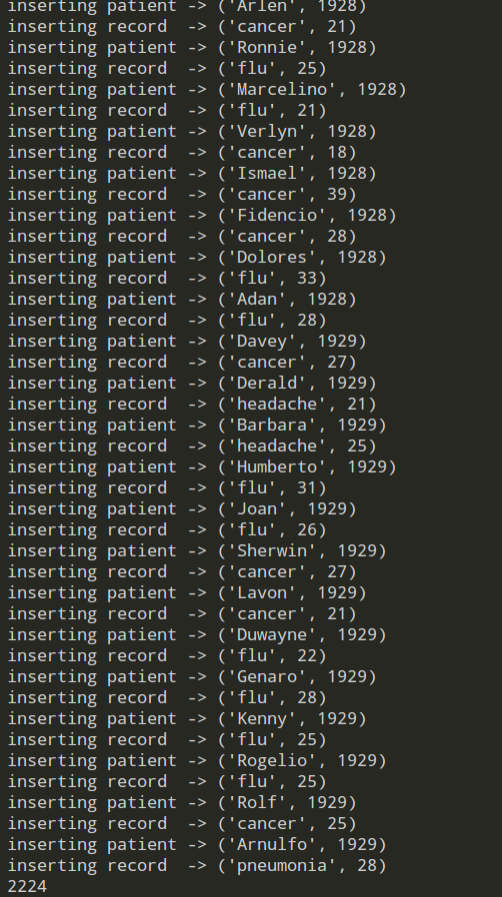 inserting patient -> ('Arlen', 1928)
inserting record  -> ('cancer', 21)
inserting patient -> ('Ronnie', 1928)
inserting record  -> ('flu', 25)
inserting patient -> ('Marcelino', 1928)
inserting record  -> ('flu', 21)
inserting patient -> ('Verlyn', 1928)
inserting record  -> ('cancer', 18)
inserting patient -> ('Ismael', 1928)
inserting record  -> ('cancer', 39)
inserting patient -> ('Fidencio', 1928)
inserting record  -> ('cancer', 28)
inserting patient -> ('Dolores', 1928)
inserting record  -> ('flu', 33)
inserting patient -> ('Adan', 1928)
inserting record  -> ('flu', 28)
inserting patient -> ('Davey', 1929)
inserting record  -> ('cancer', 27)
inserting patient -> ('Derald', 1929)
inserting record  -> ('headache', 21)
inserting patient -> ('Barbara', 1929)
inserting record  -> ('headache', 25)
inserting patient -> ('Humberto', 1929)
inserting record  -> ('flu', 31)
inserting patient -> ('Joan', 1929)
inserting record  -> ('flu', 26)
inserting patient -> ('Sherwin', 1929)
inserting record  -> ('cancer', 27)
inserting patient -> ('Lavon', 1929)
inserting record  -> ('cancer', 21)
inserting patient -> ('Duwayne', 1929)
inserting record  -> ('flu', 22)
inserting patient -> ('Genaro', 1929)
inserting record  -> ('flu', 28)
inserting patient -> ('Kenny', 1929)
inserting record  -> ('flu', 25)
inserting patient -> ('Rogelio', 1929)
inserting record  -> ('flu', 25)
inserting patient -> ('Rolf', 1929)
inserting record  -> ('cancer', 25)
inserting patient -> ('Arnulfo', 1929)
inserting record  -> ('pneumonia', 28)
2224